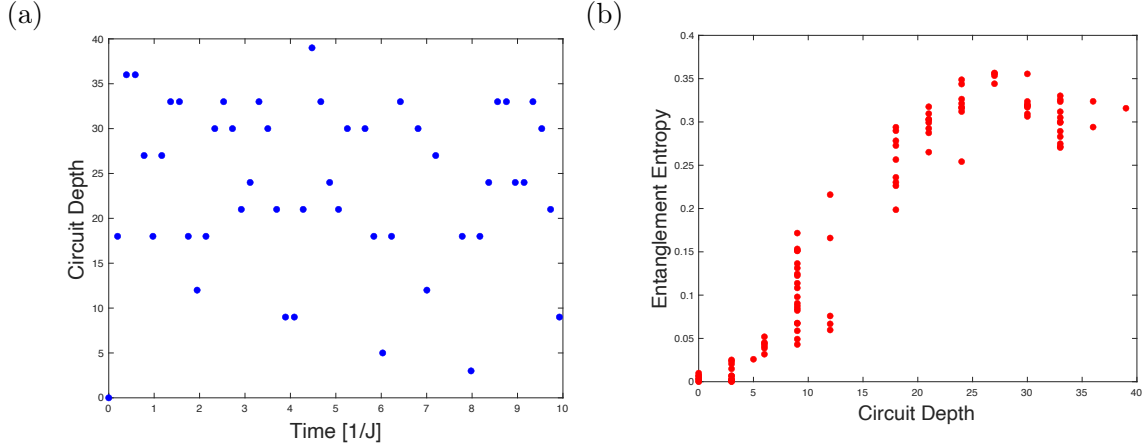 (a)
Circuit Depth
40
35
30
25
20
15
10
5
0
0 1 2 3 4 5 6 7 8 9 10
Time [1/J]
(b)
Entanglement Entropy
0.4
0.35
0.3
0.25
0.2
0.15
0.1
0.05
0
0 5 10 15 20 25 30 35 40
Circuit Depth